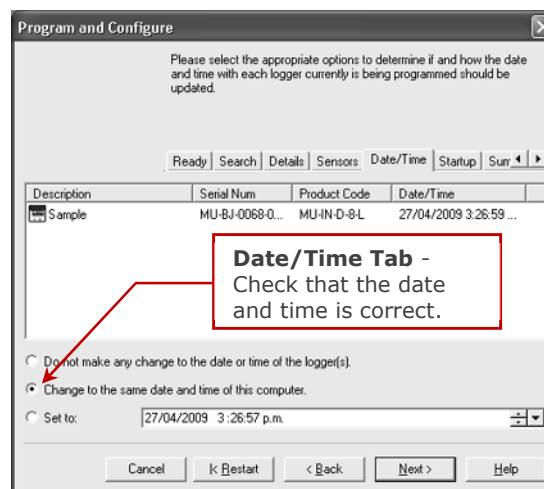 Program and Configure
Please select the appropriate options to determine if and how the date
and time with each logger currently is being programmed should be
updated.
Ready Search Details Sensors Date/Time Startup Sum
Description Serial Num Product Code Date/Time
Sample MU-BJ-0068-0... MU-IN-D-8-L 27/04/2009 3:26:59 ...
Date/Time Tab -
Check that the date
and time is correct.
Do not make any change to the date or time of the logger(s).
Change to the same date and time of this computer.
Set to: 27/04/2009 3:26:57 p.m.
Cancel |< Restart < Back Next > Help